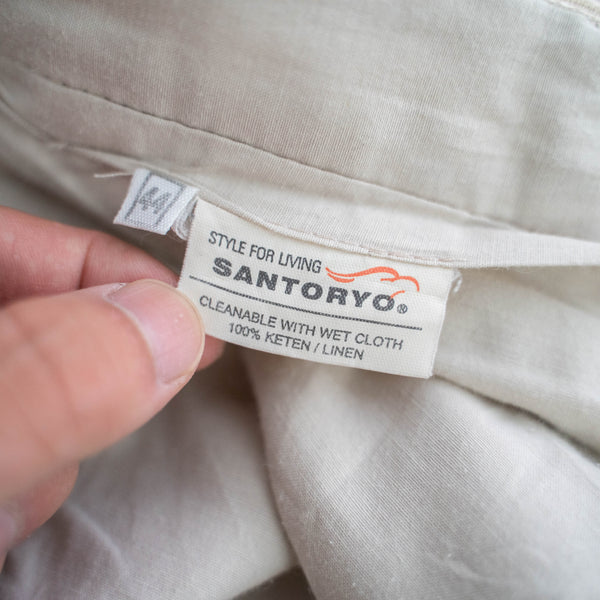 44
STYLE FOR LIVING
SANTORYO®
CLEANABLE WITH WET CLOTH
100% KETEN / LINEN